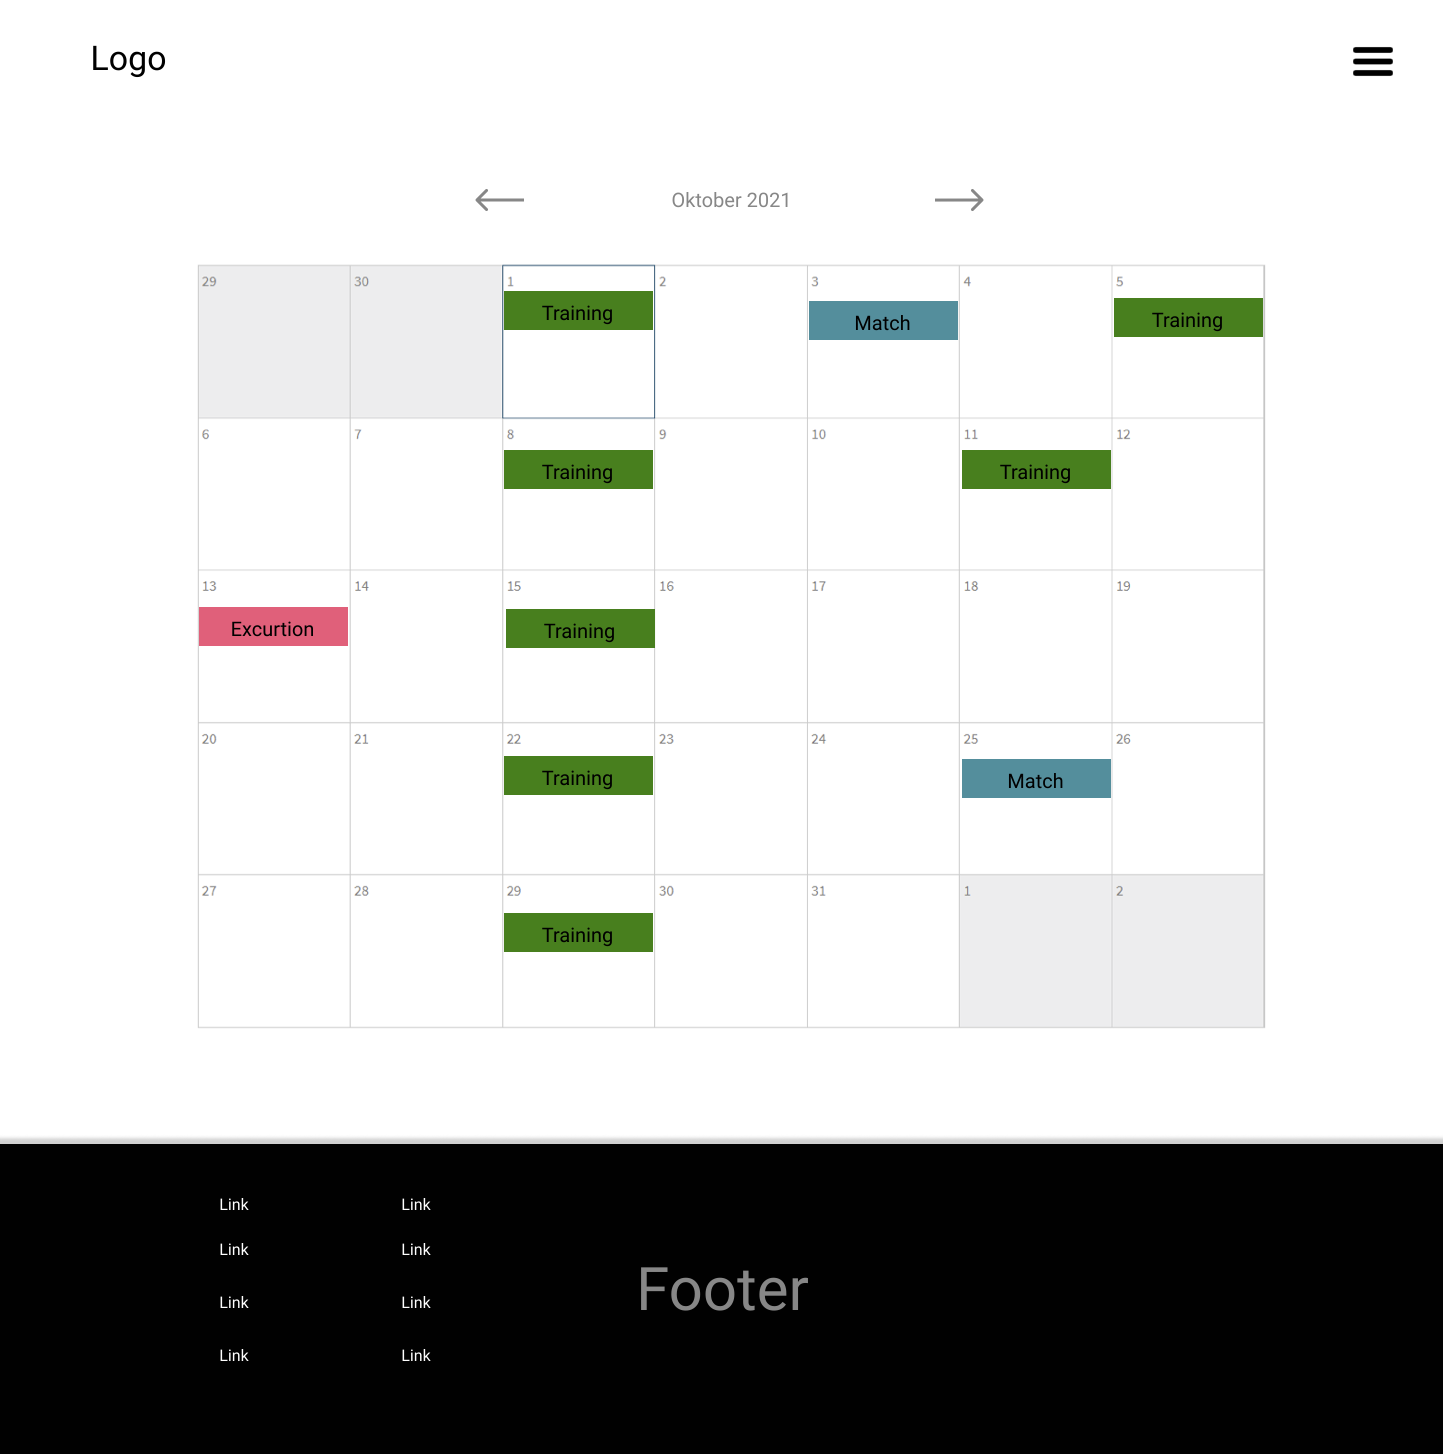 Logo
Oktober 2021
29 30 1 2 3 4 5
Training Match Training
6 7 8 9 10 11 12
Training Training
13 14 15 16 17 18 19
Excurtion Training
20 21 22 23 24 25 26
Training Match
27 28 29 30 31 1 2
Training
Link Link
Link Link
Footer
Link Link
Link Link